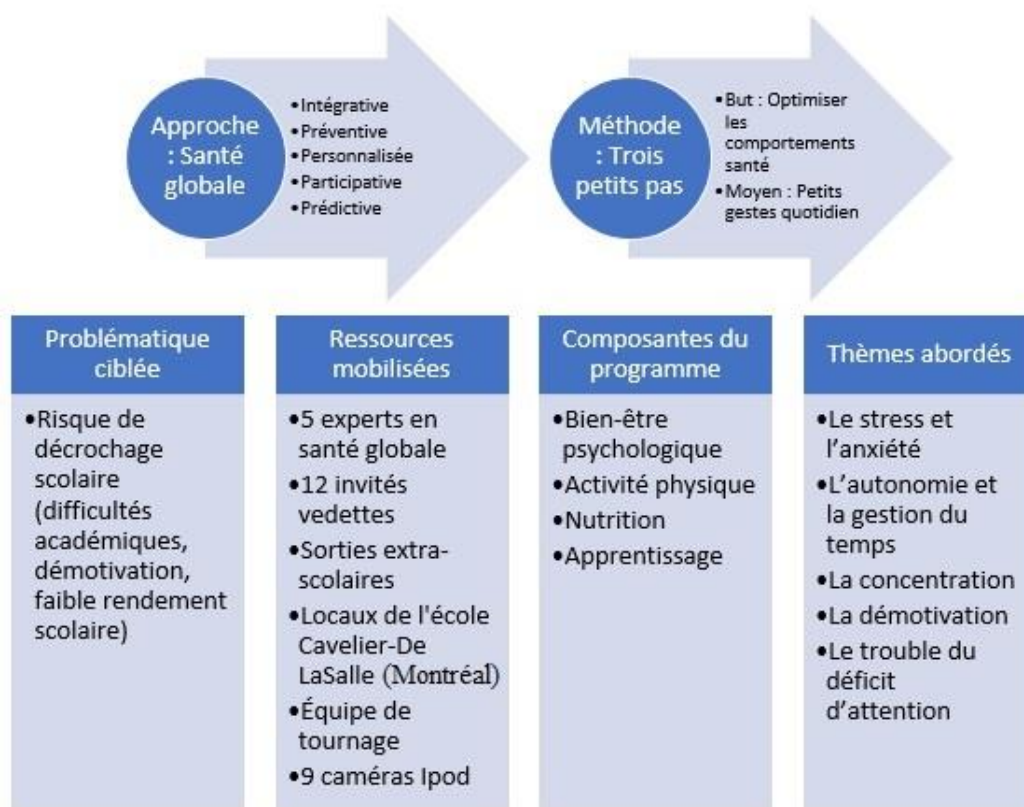 Approche
: Santé
globale
•Intégrative
•Préventive
•Personnalisée
•Participative
•Prédictive
Méthode
: Trois
petits pas
•But : Optimiser
les
comportements
santé
•Moyen : Petits
gestes quotidien
Problématique
ciblée
•Risque de
décrochage
scolaire
(difficultés
académiques,
démotivation,
faible rendement
scolaire)
Ressources
mobilisées
•5 experts en
santé globale
•12 invités
vedettes
•Sorties extra-
scolaires
•Locaux de l'école
Cavelier-De
LaSalle (Montréal)
•Équipe de
tournage
•9 caméras Ipod
Composantes du
programme
•Bien-être
psychologique
•Activité physique
•Nutrition
•Apprentissage
Thèmes abordés
•Le stress et
l’anxiété
•L’autonomie et
la gestion du
temps
•La concentration
•La démotivation
•Le trouble du
déficit
d’attention